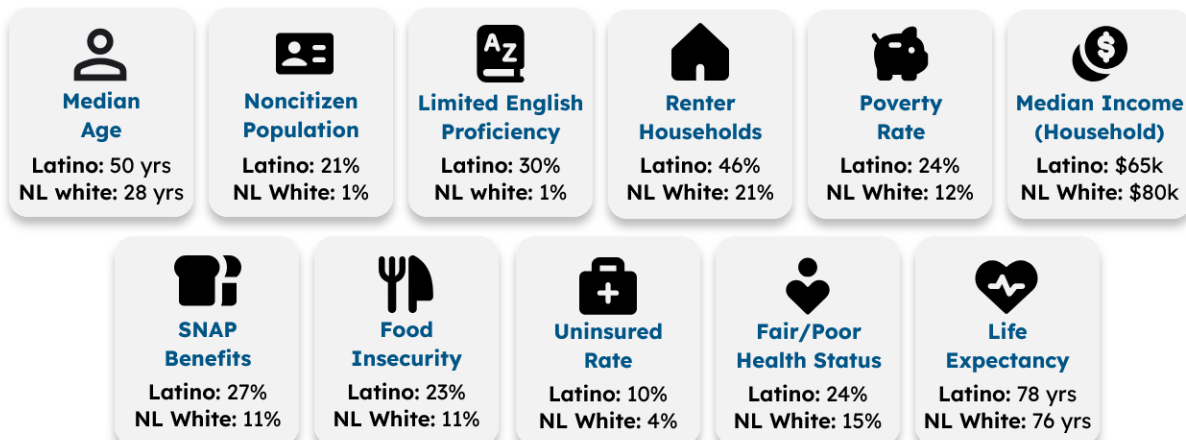 AZ
Median
Age
Latino: 50 yrs
NL white: 28 yrs
Noncitizen
Population
Latino: 21%
NL White: 1%
Limited English
Proficiency
Latino: 30%
NL white: 1%
Renter
Households
Latino: 46%
NL White: 21%
Poverty
Rate
Latino: 24%
NL White: 12%
$
Median Income
(Household)
Latino: $65k
NL White: $80k
SNAP
Benefits
Latino: 27%
NL White: 11%
Food
Insecurity
Latino: 23%
NL White: 11%
Uninsured
Rate
Latino: 10%
NL White: 4%
Fair/Poor
Health Status
Latino: 24%
NL White: 15%
Life
Expectancy
Latino: 78 yrs
NL White: 76 yrs